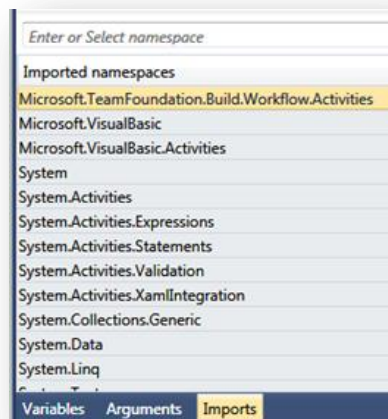 Enter or Select namespace
Imported namespaces
Microsoft.TeamFoundation.Build.Workflow.Activities
Microsoft.VisualBasic
Microsoft.VisualBasic.Activities
System
System.Activities
System.Activities.Expressions
System.Activities.Statements
System.Activities.Validation
System.Activities.XamlIntegration
System.Collections.Generic
System.Data
System.Linq
Variables Arguments Imports